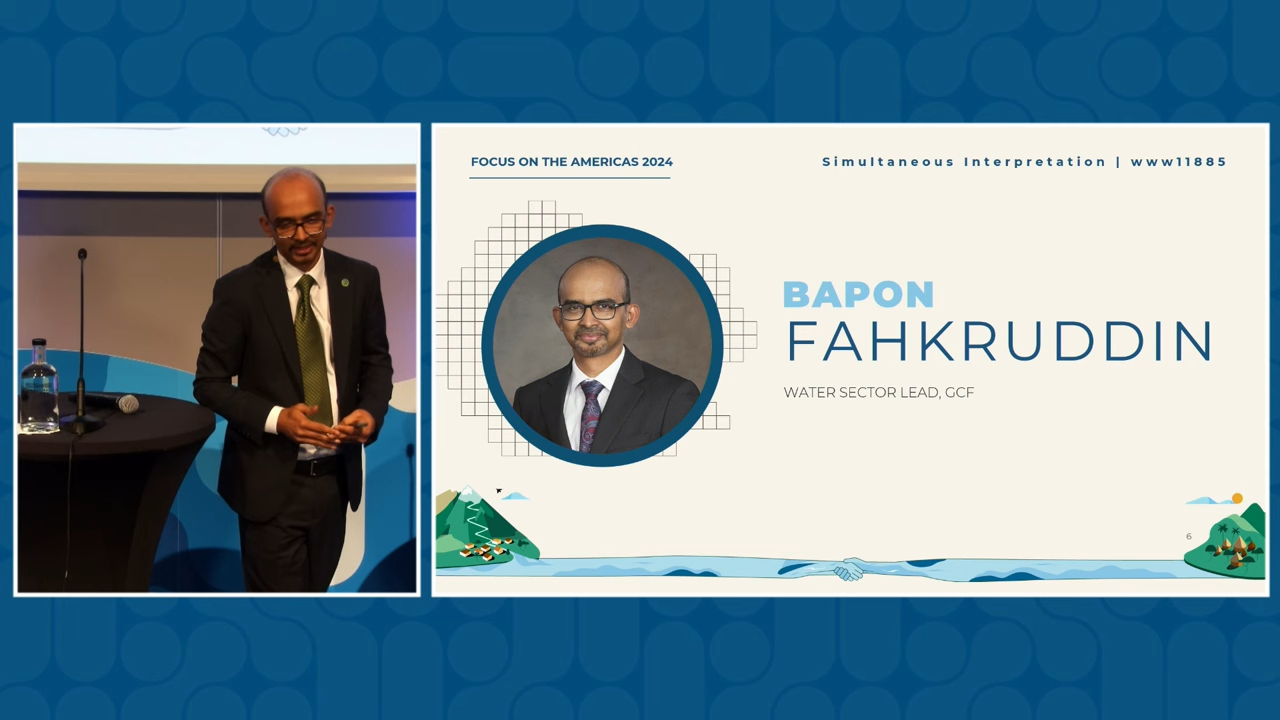 FOCUS ON THE AMERICAS 2024
Simultaneous Interpretation | www11885
BAPON
FAHKRUDDIN
WATER SECTOR LEAD, GCF
6